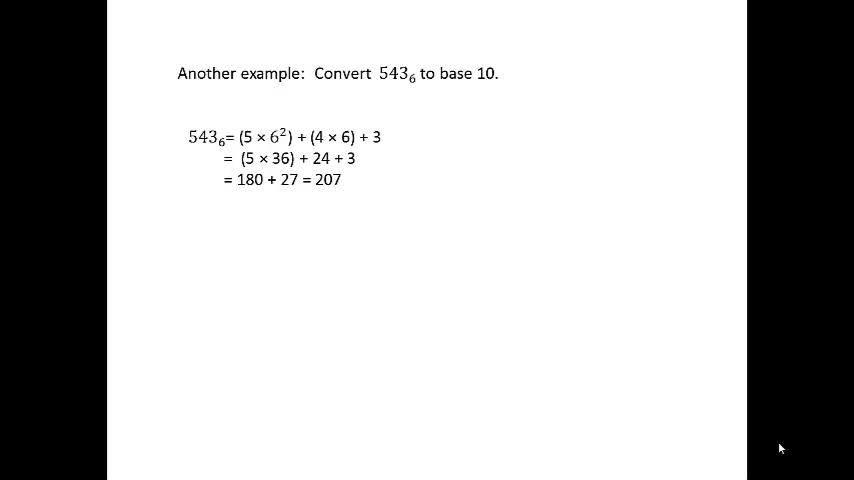 Another example: Convert 543₆ to base 10.
543₆= (5 × 6²) + (4 × 6) + 3
= (5 × 36) + 24 + 3
= 180 + 27 = 207